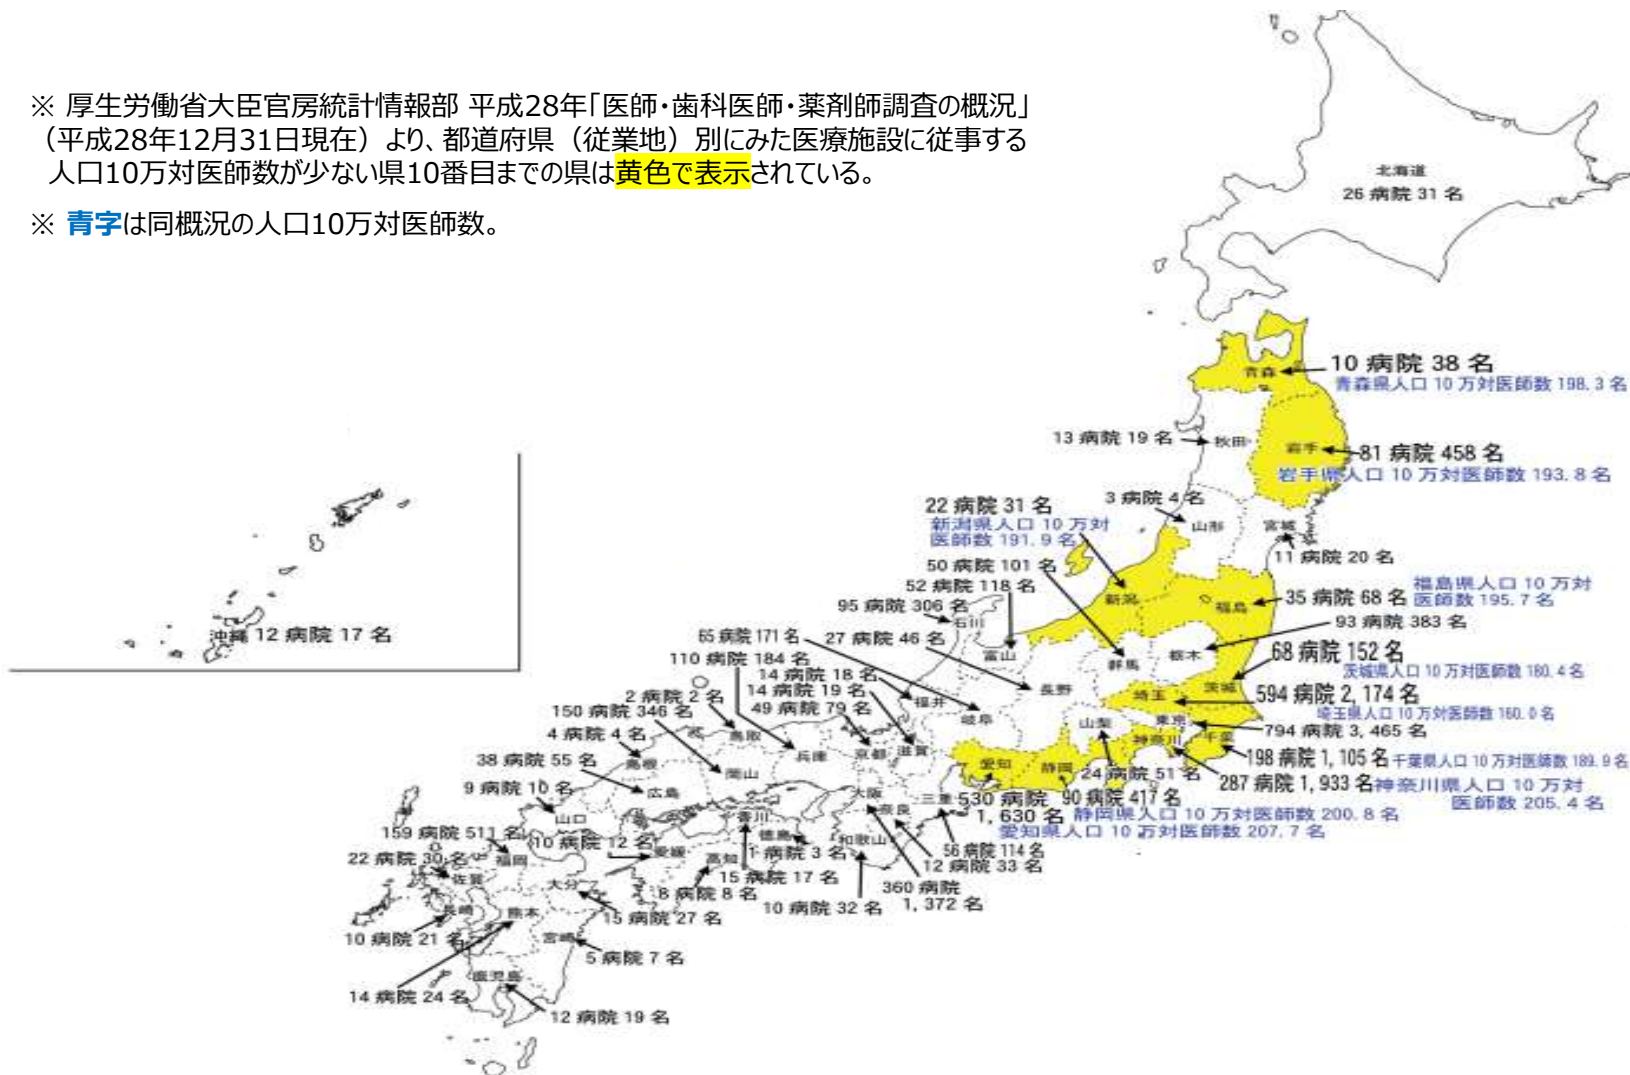 ※ 厚生労働省大臣官房統計情報部 平成28年「医師・歯科医師・薬剤師調査の概況」
（平成28年12月31日現在）より、都道府県（従業地）別にみた医療施設に従事する
人口10万対医師数が少ない県10番目までの県は黄色で表示されている。
※ 青字は同概況の人口10万対医師数。
北海道
26 病院 31 名
青森
10 病院 38 名
青森県人口 10 万対医師数 198.3 名
13 病院 19 名
秋田
岩手
81 病院 458 名
岩手県人口 10 万対医師数 193.8 名
3 病院 4 名
山形
宮城
11 病院 20 名
22 病院 31 名
新潟県人口 10 万対
医師数 191.9 名
新潟
50 病院 101 名
群馬
52 病院 118 名
富山
95 病院 306 名
石川
福島
35 病院 68 名
福島県人口 10 万対
医師数 195.7 名
93 病院 383 名
栃木
68 病院 152 名
茨城県人口 10 万対医師数 180.4 名
茨城
594 病院 2,174 名
埼玉県人口 10 万対医師数 160.0 名
埼玉
794 病院 3,465 名
東京
198 病院 1,105 名
千葉県人口 10 万対医師数 189.9 名
千葉
287 病院 1,933 名
神奈川県人口 10 万対
医師数 205.4 名
神奈川
65 病院 171 名
岐阜
27 病院 46 名
長野
110 病院 184 名
兵庫
14 病院 18 名
福井
14 病院 19 名
滋賀
49 病院 79 名
京都
山梨
24 病院 51 名
愛知
530 病院
1,630 名
愛知県人口 10 万対医師数 207.7 名
静岡
90 病院 417 名
静岡県人口 10 万対医師数 200.8 名
三重
56 病院 114 名
奈良
12 病院 33 名
大阪
360 病院
1,372 名
和歌山
10 病院 32 名
2 病院 2 名
鳥取
150 病院 346 名
岡山
4 病院 4 名
島根
38 病院 55 名
広島
9 病院 10 名
山口
香川
15 病院 17 名
徳島
1 病院 3 名
10 病院 12 名
愛媛
高知
8 病院 8 名
159 病院 511 名
福岡
22 病院 30 名
佐賀
長崎
10 病院 21 名
大分
15 病院 27 名
熊本
14 病院 24 名
宮崎
5 病院 7 名
鹿児島
12 病院 19 名
沖縄 12 病院 17 名